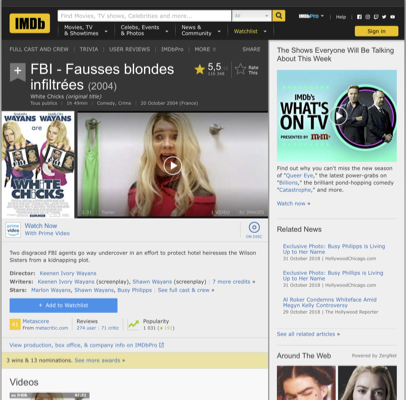 IMDb
Find Movies, TV shows, Celebrities and more...
All
IMDbPro
Help
Movies, TV
& Showtimes
Celebs, Events
& Photos
News &
Community
Watchlist
Sign in
FULL CAST AND CREW
TRIVIA
USER REVIEWS
IMDbPro
MORE
SHARE
FBI - Fausses blondes
infiltrées (2004)
White Chicks (original title)
Tous publics
1h 49min
Comedy, Crime
20 October 2004 (France)
5,5
Rate
This
WAYANS
WAYANS
are
WHITE
CHICKS
Trailer
Watch Now
With Prime Video
ON DISC
Two disgraced FBI agents go way undercover in an effort to protect hotel heiresses the Wilson
Sisters from a kidnapping plot.
Director: Keenen Ivory Wayans
Writers: Keenen Ivory Wayans (screenplay), Shawn Wayans (screenplay) | 7 more credits »
Stars: Marlon Wayans, Shawn Wayans, Busy Philipps | See full cast & crew »
+ Add to Watchlist
41
Metascore
From metacritic.com
Reviews
274 user | 71 critic
Popularity
1 031
View production, box office, & company info on IMDbPro
3 wins & 13 nominations. See more awards »
Videos
The Shows Everyone Will Be Talking
About This Week
IMDb's
WHAT'S
ON TV
PRESENTED BY M&M's
Find out why you can't miss the new season
of "Queer Eye," the latest power-grabs on
"Billions," the brilliant pond-hopping comedy
"Catastrophe," and more.
Watch now »
Related News
Exclusive Photo: Busy Philipps is Living
Up to Her Name
31 October 2018 | HollywoodChicago.com
Exclusive Photo: Busy Philipps is Living
Up to Her Name
31 October 2018 | HollywoodChicago.com
Al Roker Condemns Whiteface Amid
Megyn Kelly Controversy
29 October 2018 | The Hollywood Reporter
See all related articles »
Around The Web
Powered by ZergNet